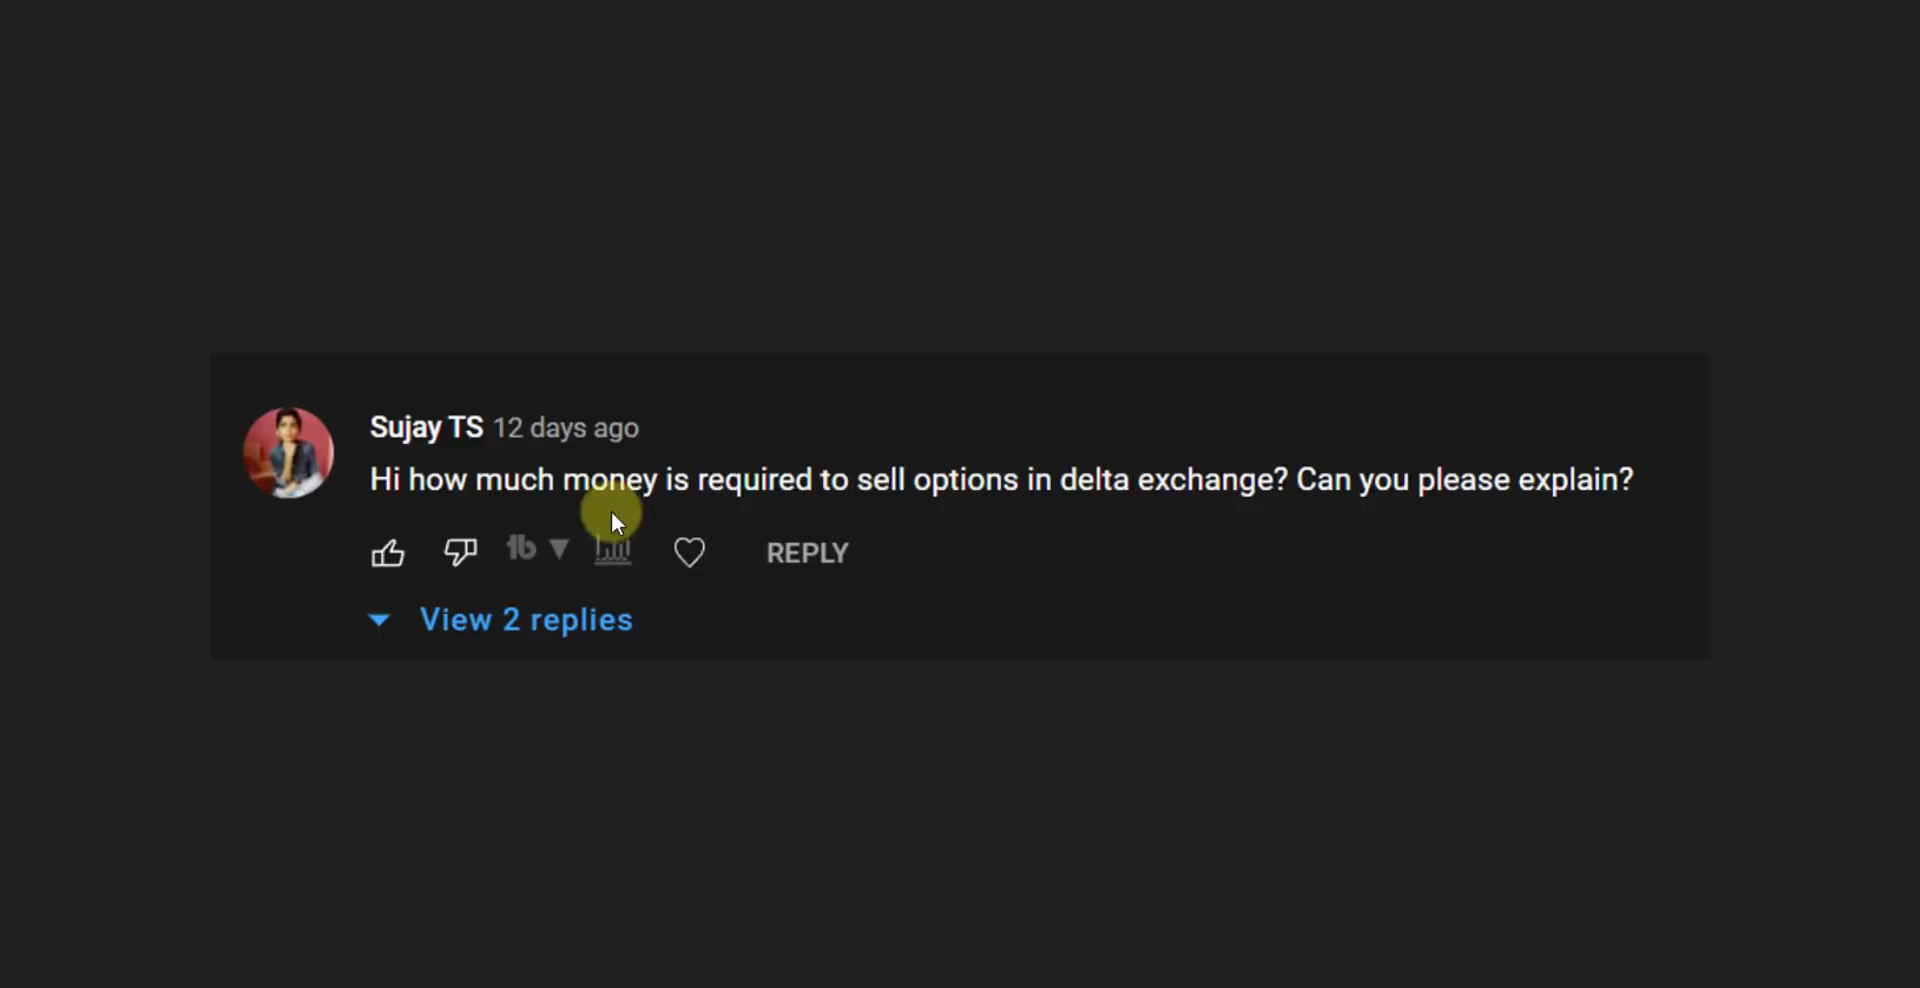 Sujay TS 12 days ago
Hi how much money is required to sell options in delta exchange? Can you please explain?
tb
REPLY
View 2 replies